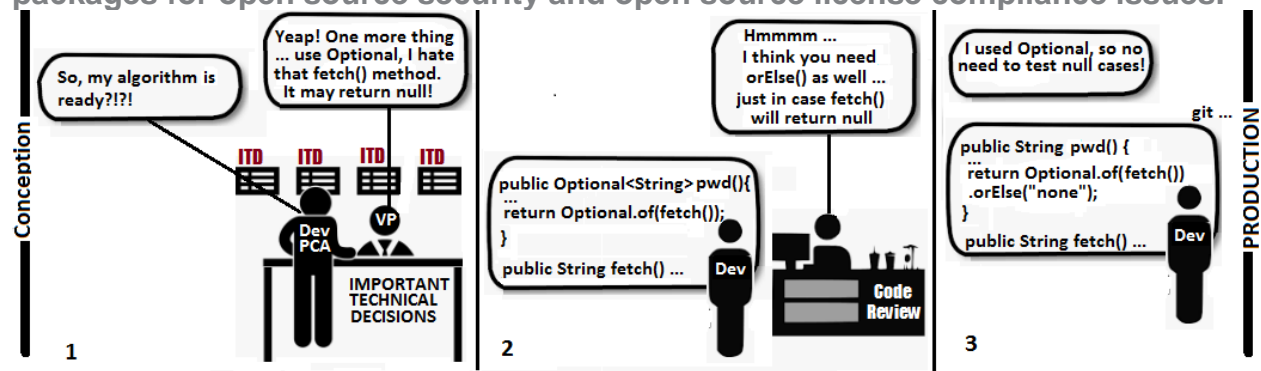 packages for open source security and open source license compliance issues.
Conception
So, my algorithm is
ready?!?!
Yeap! One more thing
... use Optional, I hate
that fetch() method.
It may return null!
ITD ITD ITD ITD
Dev
PCA
VP
IMPORTANT
TECHNICAL
DECISIONS
1
Hmmmm ...
I think you need
orElse() as well ...
just in case fetch()
will return null
public Optional<String> pwd(){
...
return Optional.of(fetch());
}
public String fetch() ...
Dev
Code
Review
2
I used Optional, so no
need to test null cases!
git ...
public String pwd() {
...
return Optional.of(fetch())
.orElse("none");
}
public String fetch() ...
Dev
3
PRODUCTION